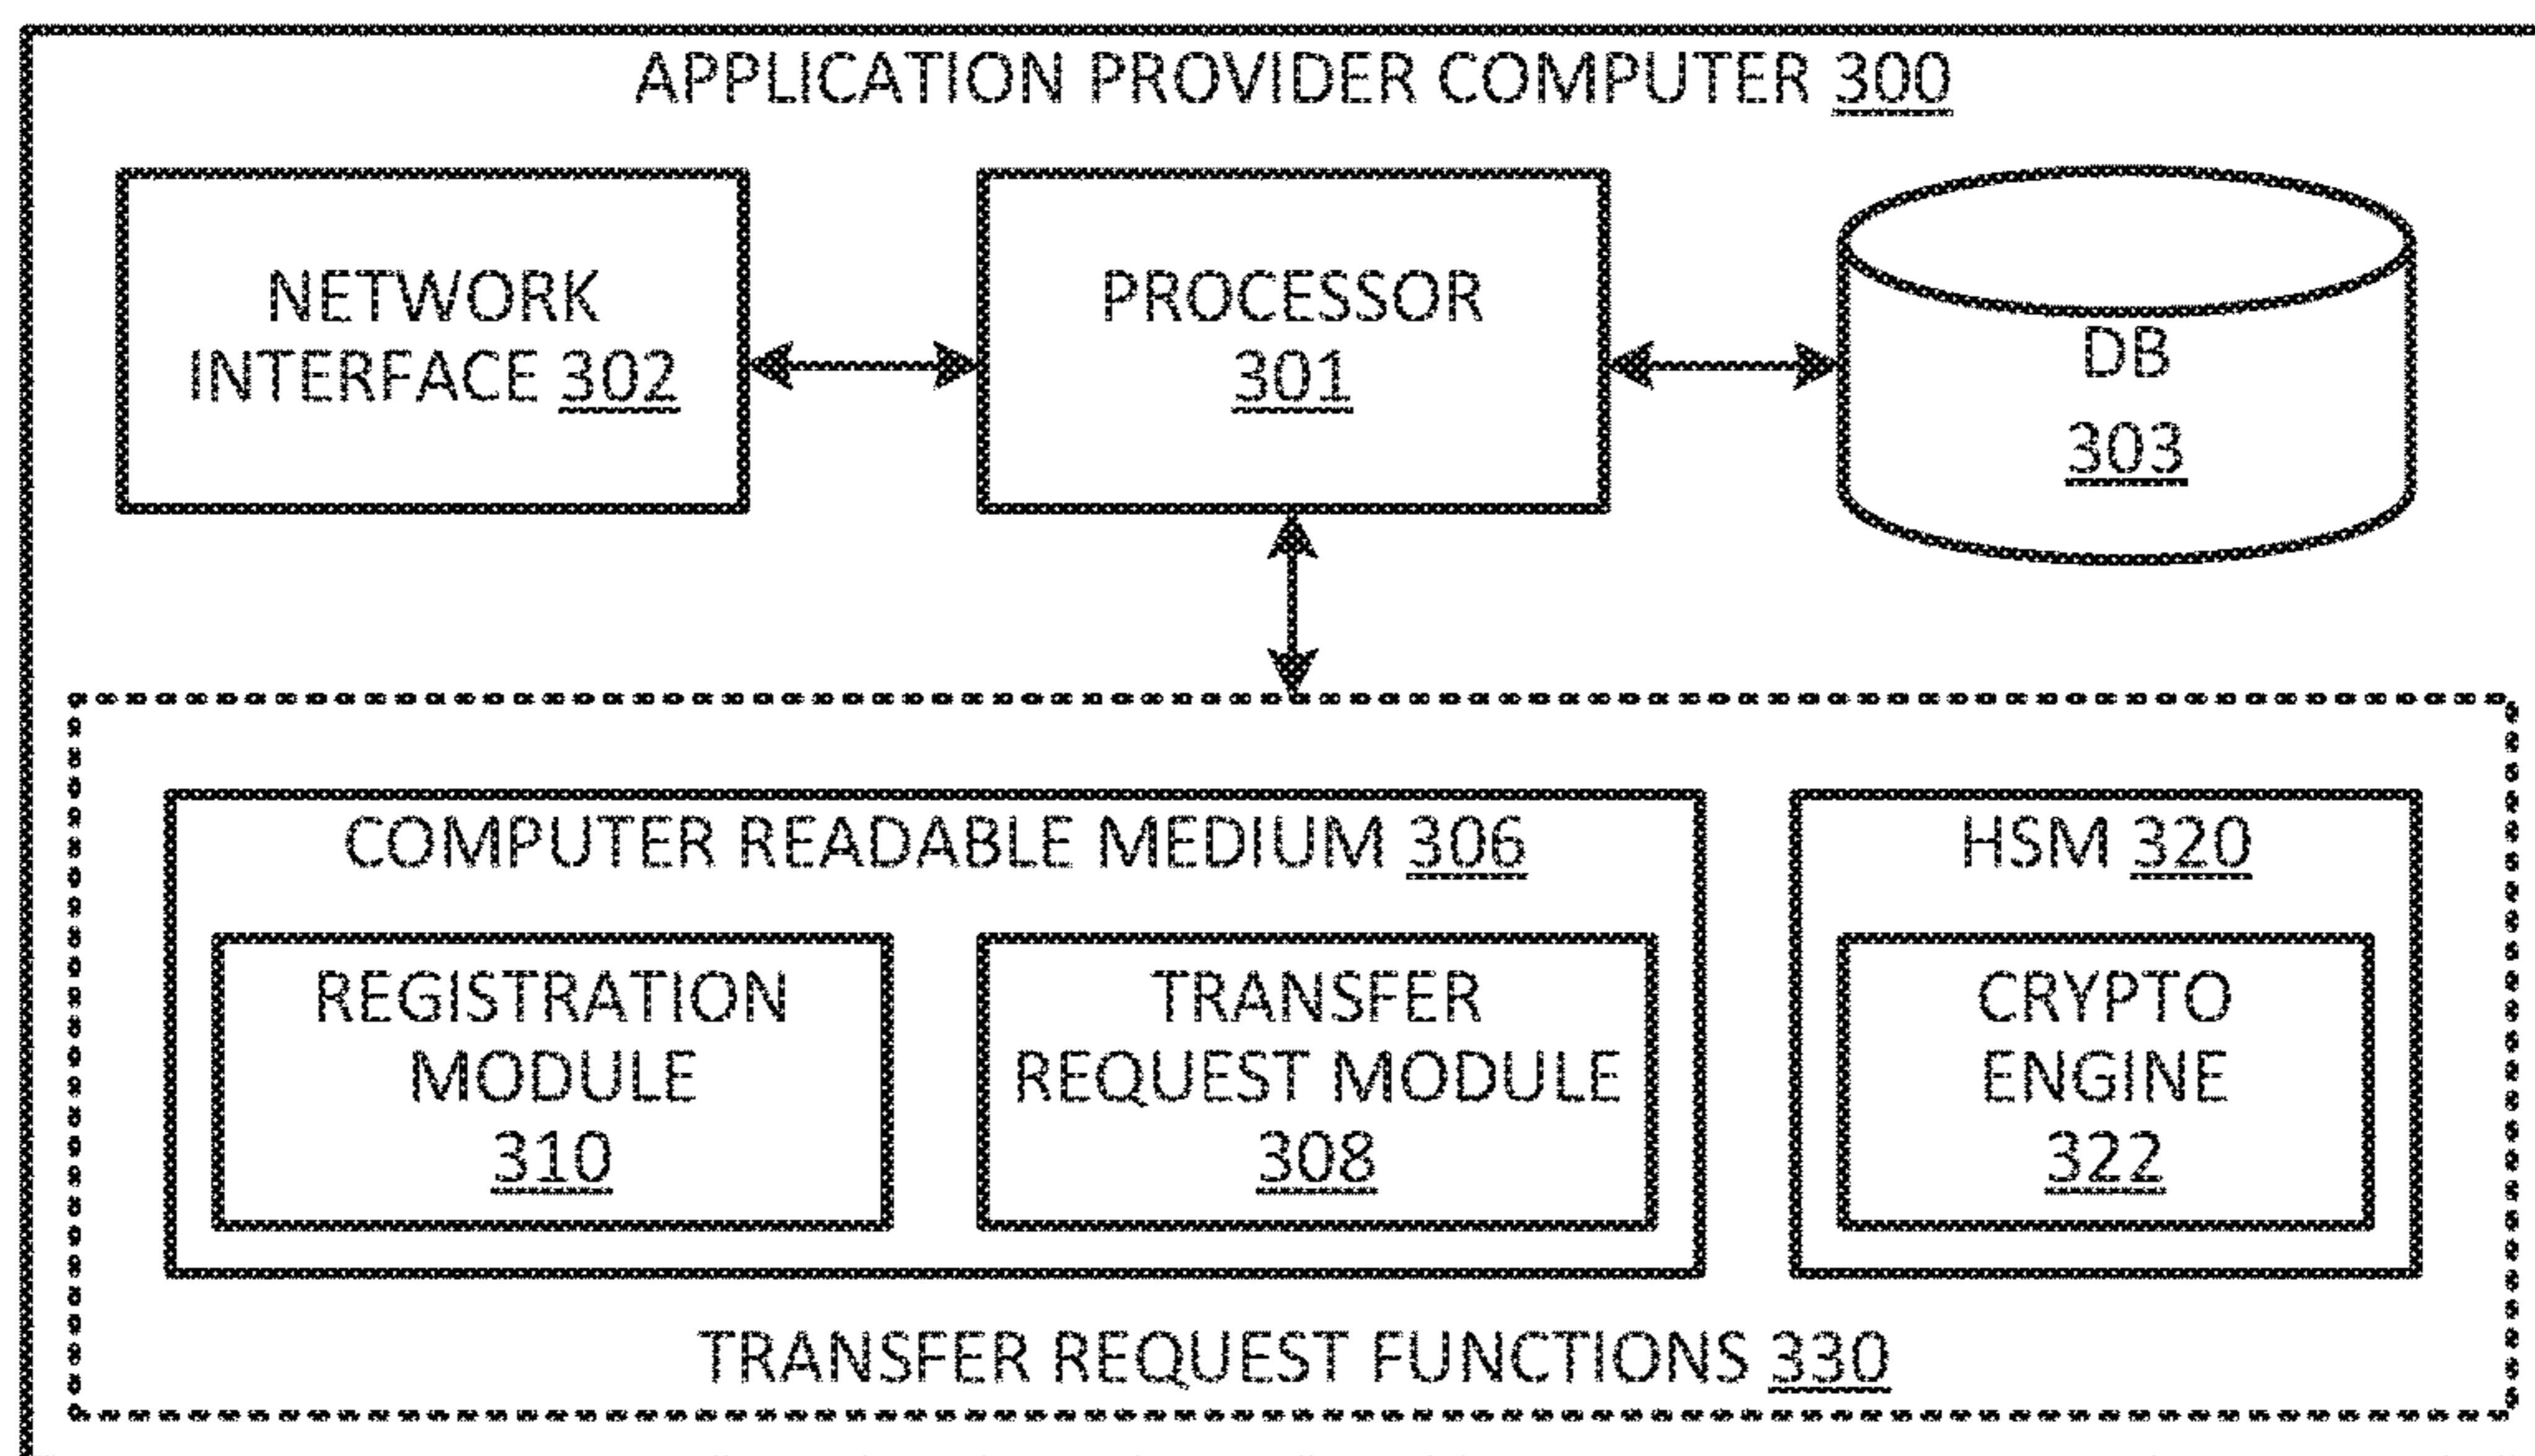 APPLICATION PROVIDER COMPUTER 300
NETWORK
INTERFACE 302
PROCESSOR
301
DB
303
COMPUTER READABLE MEDIUM 306
REGISTRATION
MODULE
310
TRANSFER
REQUEST MODULE
308
HSM 320
CRYPTO
ENGINE
322
TRANSFER REQUEST FUNCTIONS 330